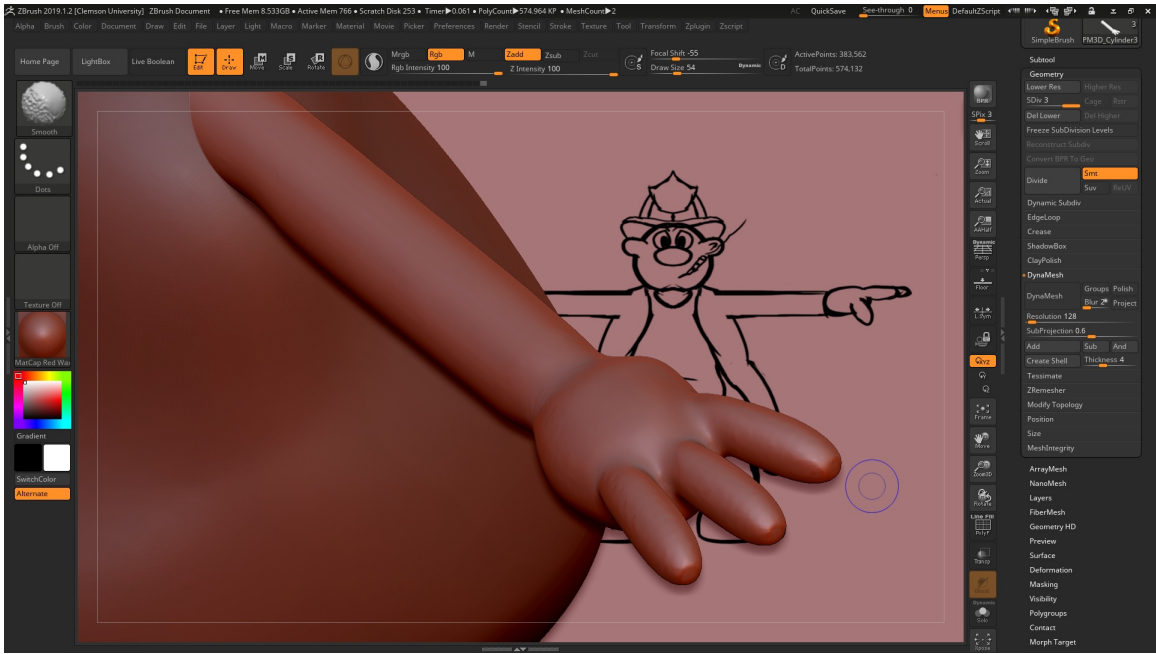 ZBrush 2019.1.2 [Clemson University] ZBrush Document • Free Mem 8.533GB • Active Mem 766 • Scratch Disk 253 • Timer▶0.061 • PolyCount▶574.964 KP • MeshCount▶2 AC QuickSave See-through 0 Menus DefaultZScript
Alpha Brush Color Document Draw Edit File Layer Light Macro Marker Material Movie Picker Preferences Render Stencil Stroke Texture Tool Transform Zplugin Zscript
SimpleBrush PM3D_Cylinder3
3
Home Page LightBox Live Boolean Edit Draw Move Scale Rotate
Mrgb Rgb M Zadd Zsub Zcut
Rgb Intensity 100 Z Intensity 100
Focal Shift -55
Draw Size 54 Dynamic
S D
ActivePoints: 383,562
TotalPoints: 574,132
Smooth
Dots
Alpha Off
Texture Off
MatCap Red Wax
Gradient
SwitchColor
Alternate
BPR
SPix 3
Scroll
Zoom
Actual
AAHalf
Dynamic
Persp
Floor
L.Sym
XYZ
Frame
Move
Zoom3D
Rotate
Line Fill
PolyF
Transp
Dynamic
Solo
Xpose
Subtool
Geometry
Lower Res Higher Res
SDiv 3 Cage Rstr
Del Lower Del Higher
Freeze SubDivision Levels
Reconstruct Subdiv
Convert BPR To Geo
Divide Smt
Suv ReUV
Dynamic Subdiv
EdgeLoop
Crease
ShadowBox
ClayPolish
DynaMesh
DynaMesh Groups Polish
Blur 2 Project
Resolution 128
SubProjection 0.6
Add Sub And
Create Shell Thickness 4
Tessimate
ZRemesher
Modify Topology
Position
Size
MeshIntegrity
ArrayMesh
NanoMesh
Layers
FiberMesh
Geometry HD
Preview
Surface
Deformation
Masking
Visibility
Polygroups
Contact
Morph Target